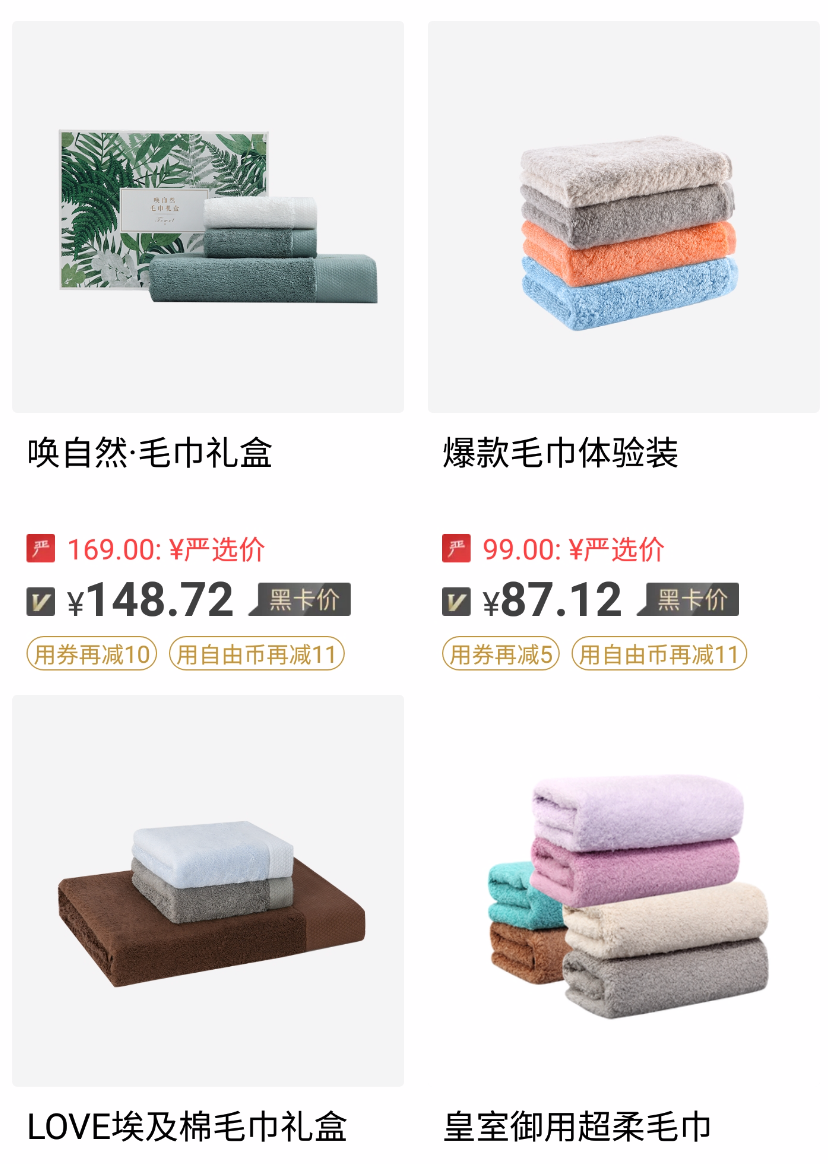 唤自然
毛巾礼盒
唤自然·毛巾礼盒
爆款毛巾体验装
严 169.00: ¥严选价
严 99.00: ¥严选价
V ¥148.72 黑卡价
V ¥87.12 黑卡价
用券再减10 用自由币再减11
用券再减5 用自由币再减11
LOVE埃及棉毛巾礼盒
皇室御用超柔毛巾